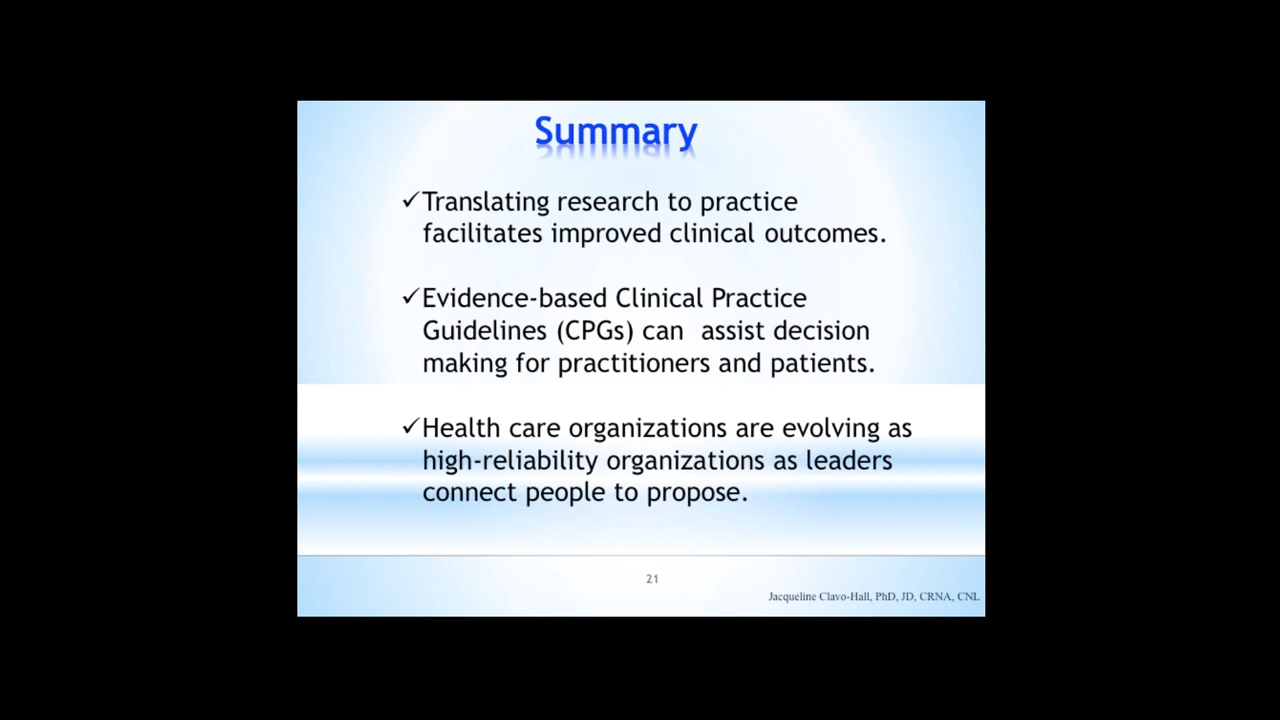 Summary
✓Translating research to practice
facilitates improved clinical outcomes.
✓Evidence-based Clinical Practice
Guidelines (CPGs) can  assist decision
making for practitioners and patients.
✓Health care organizations are evolving as
high-reliability organizations as leaders
connect people to propose.
21
Jacqueline Clavo-Hall, PhD, JD, CRNA, CNL